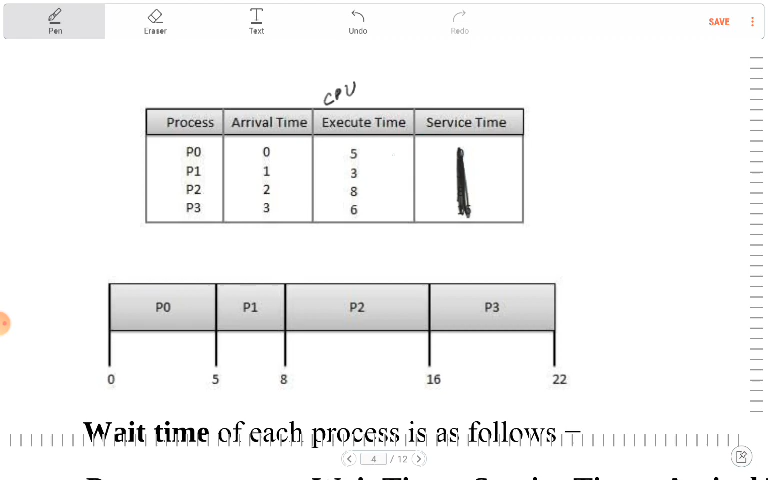 Pen Eraser Text Undo Redo SAVE
CPU
Process Arrival Time Execute Time Service Time
P0 0 5
P1 1 3
P2 2 8
P3 3 6
P0 P1 P2 P3
0 5 8 16 22
Wait time of each process is as follows –
4 / 12